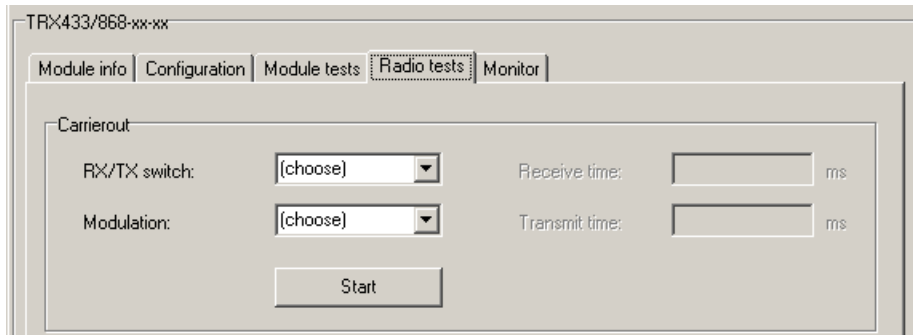 TRX433/868-xx-xx
Module info Configuration Module tests Radio tests Monitor
Carrierout
RX/TX switch: (choose) Receive time: ms
Modulation: (choose) Transmit time: ms
Start